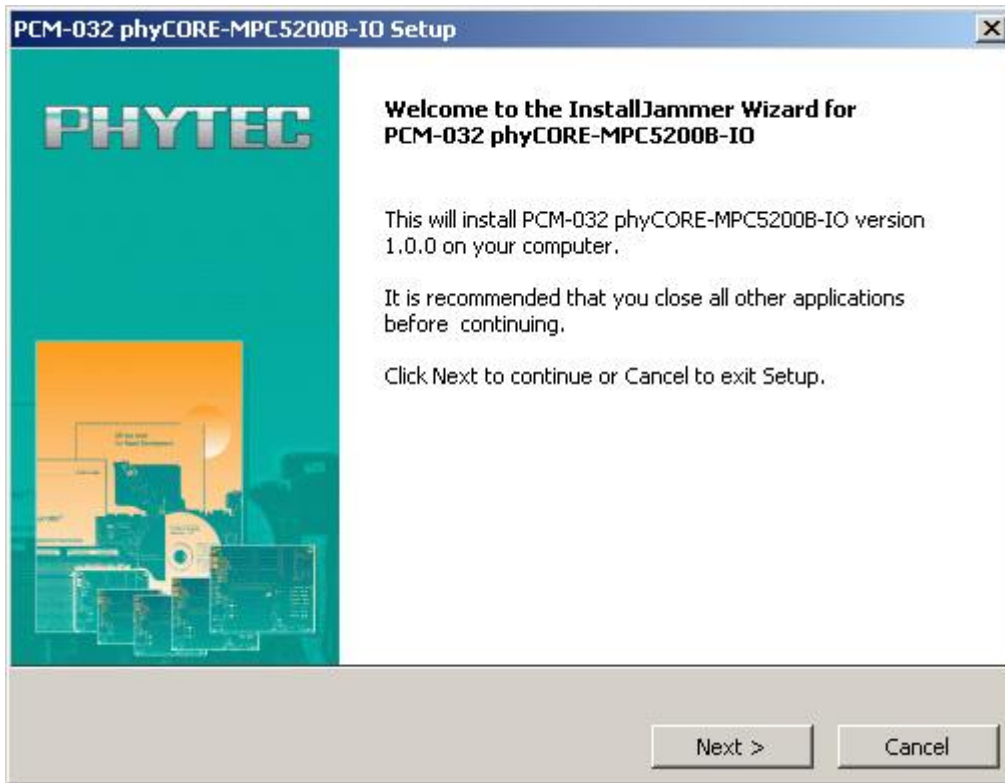 PCM-032 phyCORE-MPC5200B-IO Setup
PHYTEC
Welcome to the InstallJammer Wizard for
PCM-032 phyCORE-MPC5200B-IO
This will install PCM-032 phyCORE-MPC5200B-IO version
1.0.0 on your computer.
It is recommended that you close all other applications
before  continuing.
Click Next to continue or Cancel to exit Setup.
Next >
Cancel